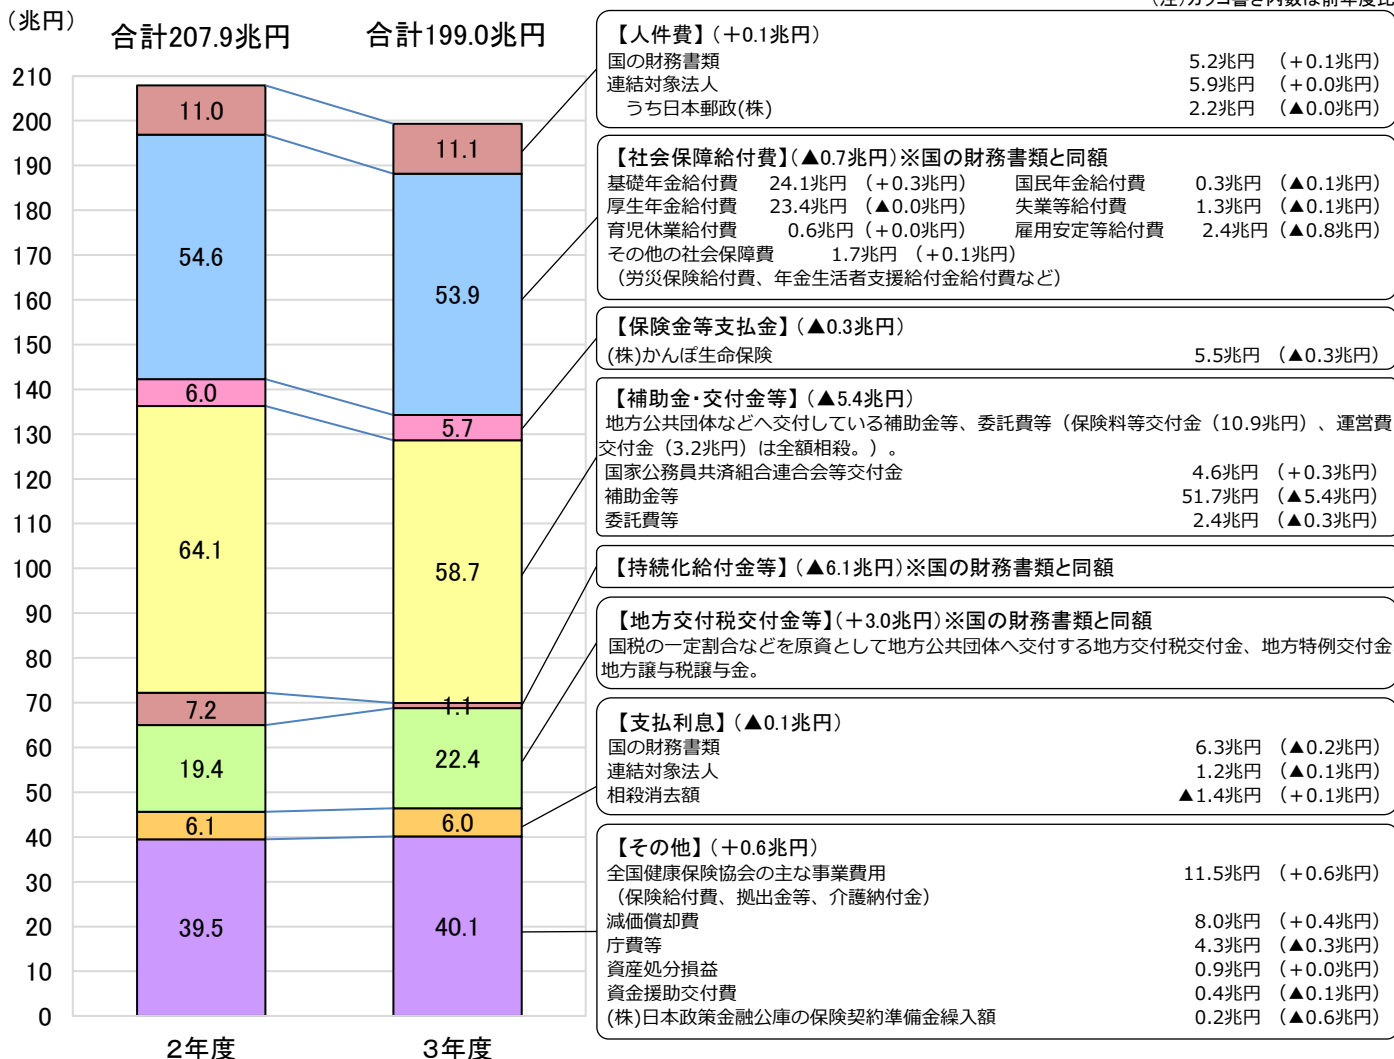 (注)カッコ書き内数は前年度比
(兆円)
合計207.9兆円
合計199.0兆円
210
200
190
180
170
160
150
140
130
120
110
100
90
80
70
60
50
40
30
20
10
0
11.0
54.6
6.0
64.1
7.2
19.4
6.1
39.5
11.1
53.9
5.7
58.7
1.1
22.4
6.0
40.1
2年度
3年度
【人件費】(+0.1兆円)
国の財務書類 5.2兆円 (+0.1兆円)
連結対象法人 5.9兆円 (+0.0兆円)
うち日本郵政(株) 2.2兆円 (▲0.0兆円)
【社会保障給付費】(▲0.7兆円)※国の財務書類と同額
基礎年金給付費 24.1兆円 (+0.3兆円) 国民年金給付費 0.3兆円 (▲0.1兆円)
厚生年金給付費 23.4兆円 (▲0.0兆円) 失業等給付費 1.3兆円 (▲0.1兆円)
育児休業給付費 0.6兆円 (+0.0兆円) 雇用安定等給付費 2.4兆円 (▲0.8兆円)
その他の社会保障費 1.7兆円 (+0.1兆円)
(労災保険給付費、年金生活者支援給付金給付費など)
【保険金等支払金】(▲0.3兆円)
(株)かんぽ生命保険 5.5兆円 (▲0.3兆円)
【補助金・交付金等】(▲5.4兆円)
地方公共団体などへ交付している補助金等、委託費等(保険料等交付金(10.9兆円)、運営費
交付金(3.2兆円)は全額相殺。)。
国家公務員共済組合連合会等交付金 4.6兆円 (+0.3兆円)
補助金等 51.7兆円 (▲5.4兆円)
委託費等 2.4兆円 (▲0.3兆円)
【持続化給付金等】(▲6.1兆円)※国の財務書類と同額
【地方交付税交付金等】(+3.0兆円)※国の財務書類と同額
国税の一定割合などを原資として地方公共団体へ交付する地方交付税交付金、地方特例交付金
地方譲与税譲与金。
【支払利息】(▲0.1兆円)
国の財務書類 6.3兆円 (▲0.2兆円)
連結対象法人 1.2兆円 (▲0.1兆円)
相殺消去額 ▲1.4兆円 (+0.1兆円)
【その他】(+0.6兆円)
全国健康保険協会の主な事業費用 11.5兆円 (+0.6兆円)
(保険給付費、拠出金等、介護納付金)
減価償却費 8.0兆円 (+0.4兆円)
庁費等 4.3兆円 (▲0.3兆円)
資産処分損益 0.9兆円 (+0.0兆円)
資金援助交付費 0.4兆円 (▲0.1兆円)
(株)日本政策金融公庫の保険契約準備金繰入額 0.2兆円 (▲0.6兆円)